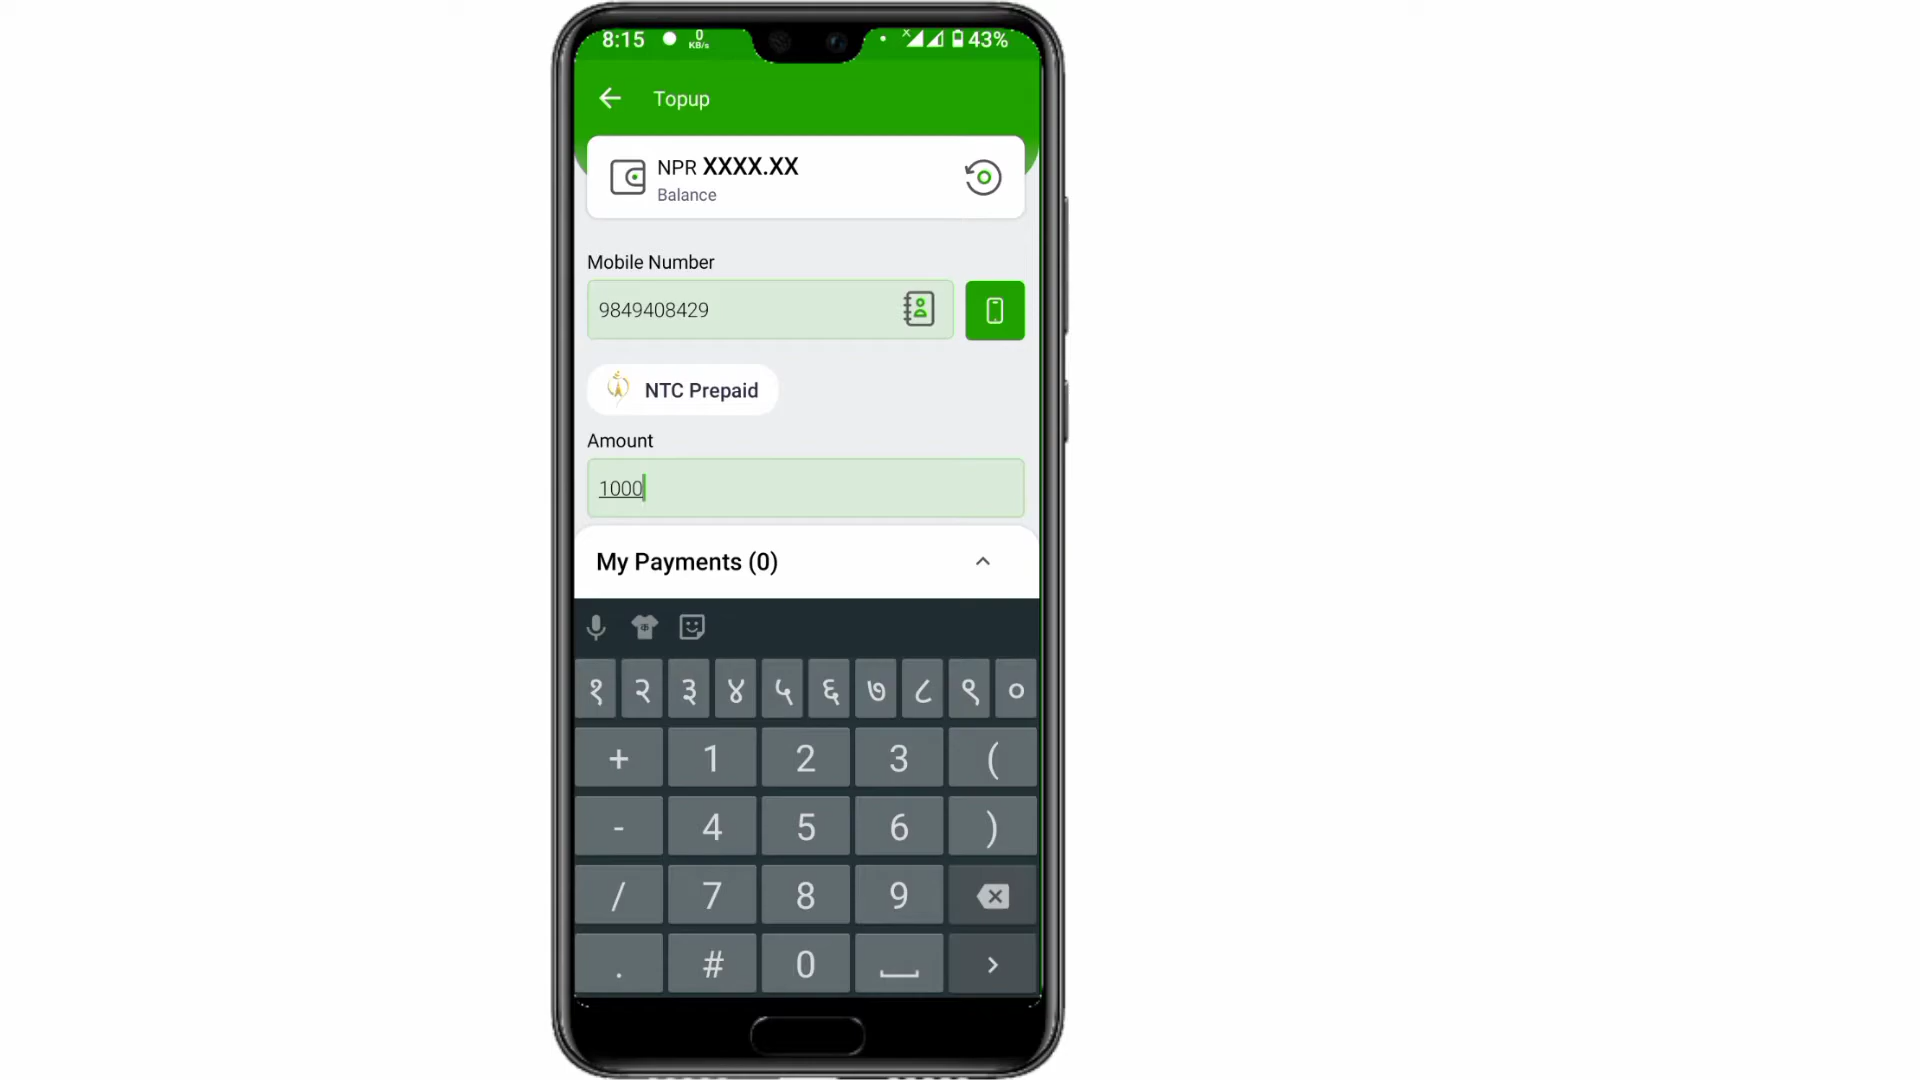 8:15 0 KB/s 43%
Topup
NPR XXXX.XX
Balance
Mobile Number
9849408429
NTC Prepaid
Amount
1000
My Payments (0)
१ २ ३ ४ ५ ६ ७ ८ ९ ०
+ 1 2 3 (
- 4 5 6 )
/ 7 8 9
. # 0 >